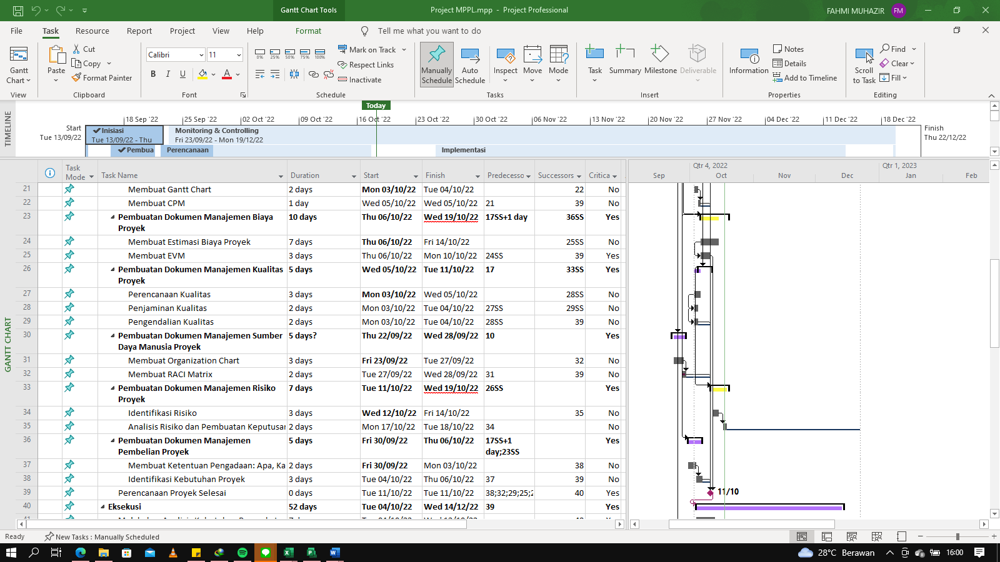 Gantt Chart Tools
Project MPPL.mpp - Project Professional
FAHMI MUHAZIR
FM
File
Task
Resource
Report
Project
View
Help
Format
Tell me what you want to do
Gantt Chart
View
Paste
Cut
Copy
Format Painter
Clipboard
Calibri
11
B I U
A
Font
0% 25% 50% 75% 100%
Mark on Track
Respect Links
Inactivate
Schedule
Manually Schedule
Auto Schedule
Inspect
Move
Mode
Tasks
Task
Summary
Milestone
Deliverable
Insert
Information
Notes
Details
Add to Timeline
Properties
Scroll to Task
Find
Clear
Fill
Editing
TIMELINE
Today
18 Sep '22
25 Sep '22
02 Oct '22
09 Oct '22
16 Oct '22
23 Oct '22
30 Oct '22
06 Nov '22
13 Nov '22
20 Nov '22
27 Nov '22
04 Dec '22
11 Dec '22
18 Dec '22
Start
Tue 13/09/22
Inisiasi
Tue 13/09/22 - Thu
Monitoring & Controlling
Fri 23/09/22 - Mon 19/12/22
Pembua
Perencanaan
Implementasi
Finish
Thu 22/12/22
GANTT CHART
Task Mode
Task Name
Duration
Start
Finish
Predecesso
Successors
Critica
Qtr 4, 2022
Qtr 1, 2023
Sep Oct Nov Dec Jan Feb
21 Membuat Gantt Chart 2 days Mon 03/10/22 Tue 04/10/22 22 No
22 Membuat CPM 1 day Wed 05/10/22 Wed 05/10/22 21 39 No
23 Pembuatan Dokumen Manajemen Biaya Proyek 10 days Thu 06/10/22 Wed 19/10/22 17SS+1 day 36SS Yes
24 Membuat Estimasi Biaya Proyek 7 days Thu 06/10/22 Fri 14/10/22 25SS No
25 Membuat EVM 3 days Thu 06/10/22 Mon 10/10/22 24SS 39 Yes
26 Pembuatan Dokumen Manajemen Kualitas Proyek 5 days Wed 05/10/22 Tue 11/10/22 17 33SS Yes
27 Perencanaan Kualitas 3 days Mon 03/10/22 Wed 05/10/22 28SS No
28 Penjaminan Kualitas 2 days Mon 03/10/22 Tue 04/10/22 27SS 29SS No
29 Pengendalian Kualitas 2 days Mon 03/10/22 Tue 04/10/22 28SS 39 No
30 Pembuatan Dokumen Manajemen Sumber Daya Manusia Proyek 5 days? Thu 22/09/22 Wed 28/09/22 10 Yes
31 Membuat Organization Chart 3 days Fri 23/09/22 Tue 27/09/22 32 No
32 Membuat RACI Matrix 2 days Tue 27/09/22 Wed 28/09/22 31 39 No
33 Pembuatan Dokumen Manajemen Risiko Proyek 7 days Tue 11/10/22 Wed 19/10/22 26SS Yes
34 Identifikasi Risiko 3 days Wed 12/10/22 Fri 14/10/22 35 No
35 Analisis Risiko dan Pembuatan Keputusan 2 days Mon 17/10/22 Tue 18/10/22 34 No
36 Pembuatan Dokumen Manajemen Pembelian Proyek 5 days Fri 30/09/22 Thu 06/10/22 17SS+1 day;23SS Yes
37 Membuat Ketentuan Pengadaan: Apa, Ka 2 days Fri 30/09/22 Mon 03/10/22 38 No
38 Identifikasi Kebutuhan Proyek 3 days Tue 04/10/22 Thu 06/10/22 37 39 No
39 Perencanaan Proyek Selesai 0 days Tue 11/10/22 Tue 11/10/22 38;32;29;25;2 40 Yes
11/10
40 Eksekusi 52 days Tue 04/10/22 Wed 14/12/22 39 Yes
Ready
New Tasks : Manually Scheduled
28°C Berawan
16:00